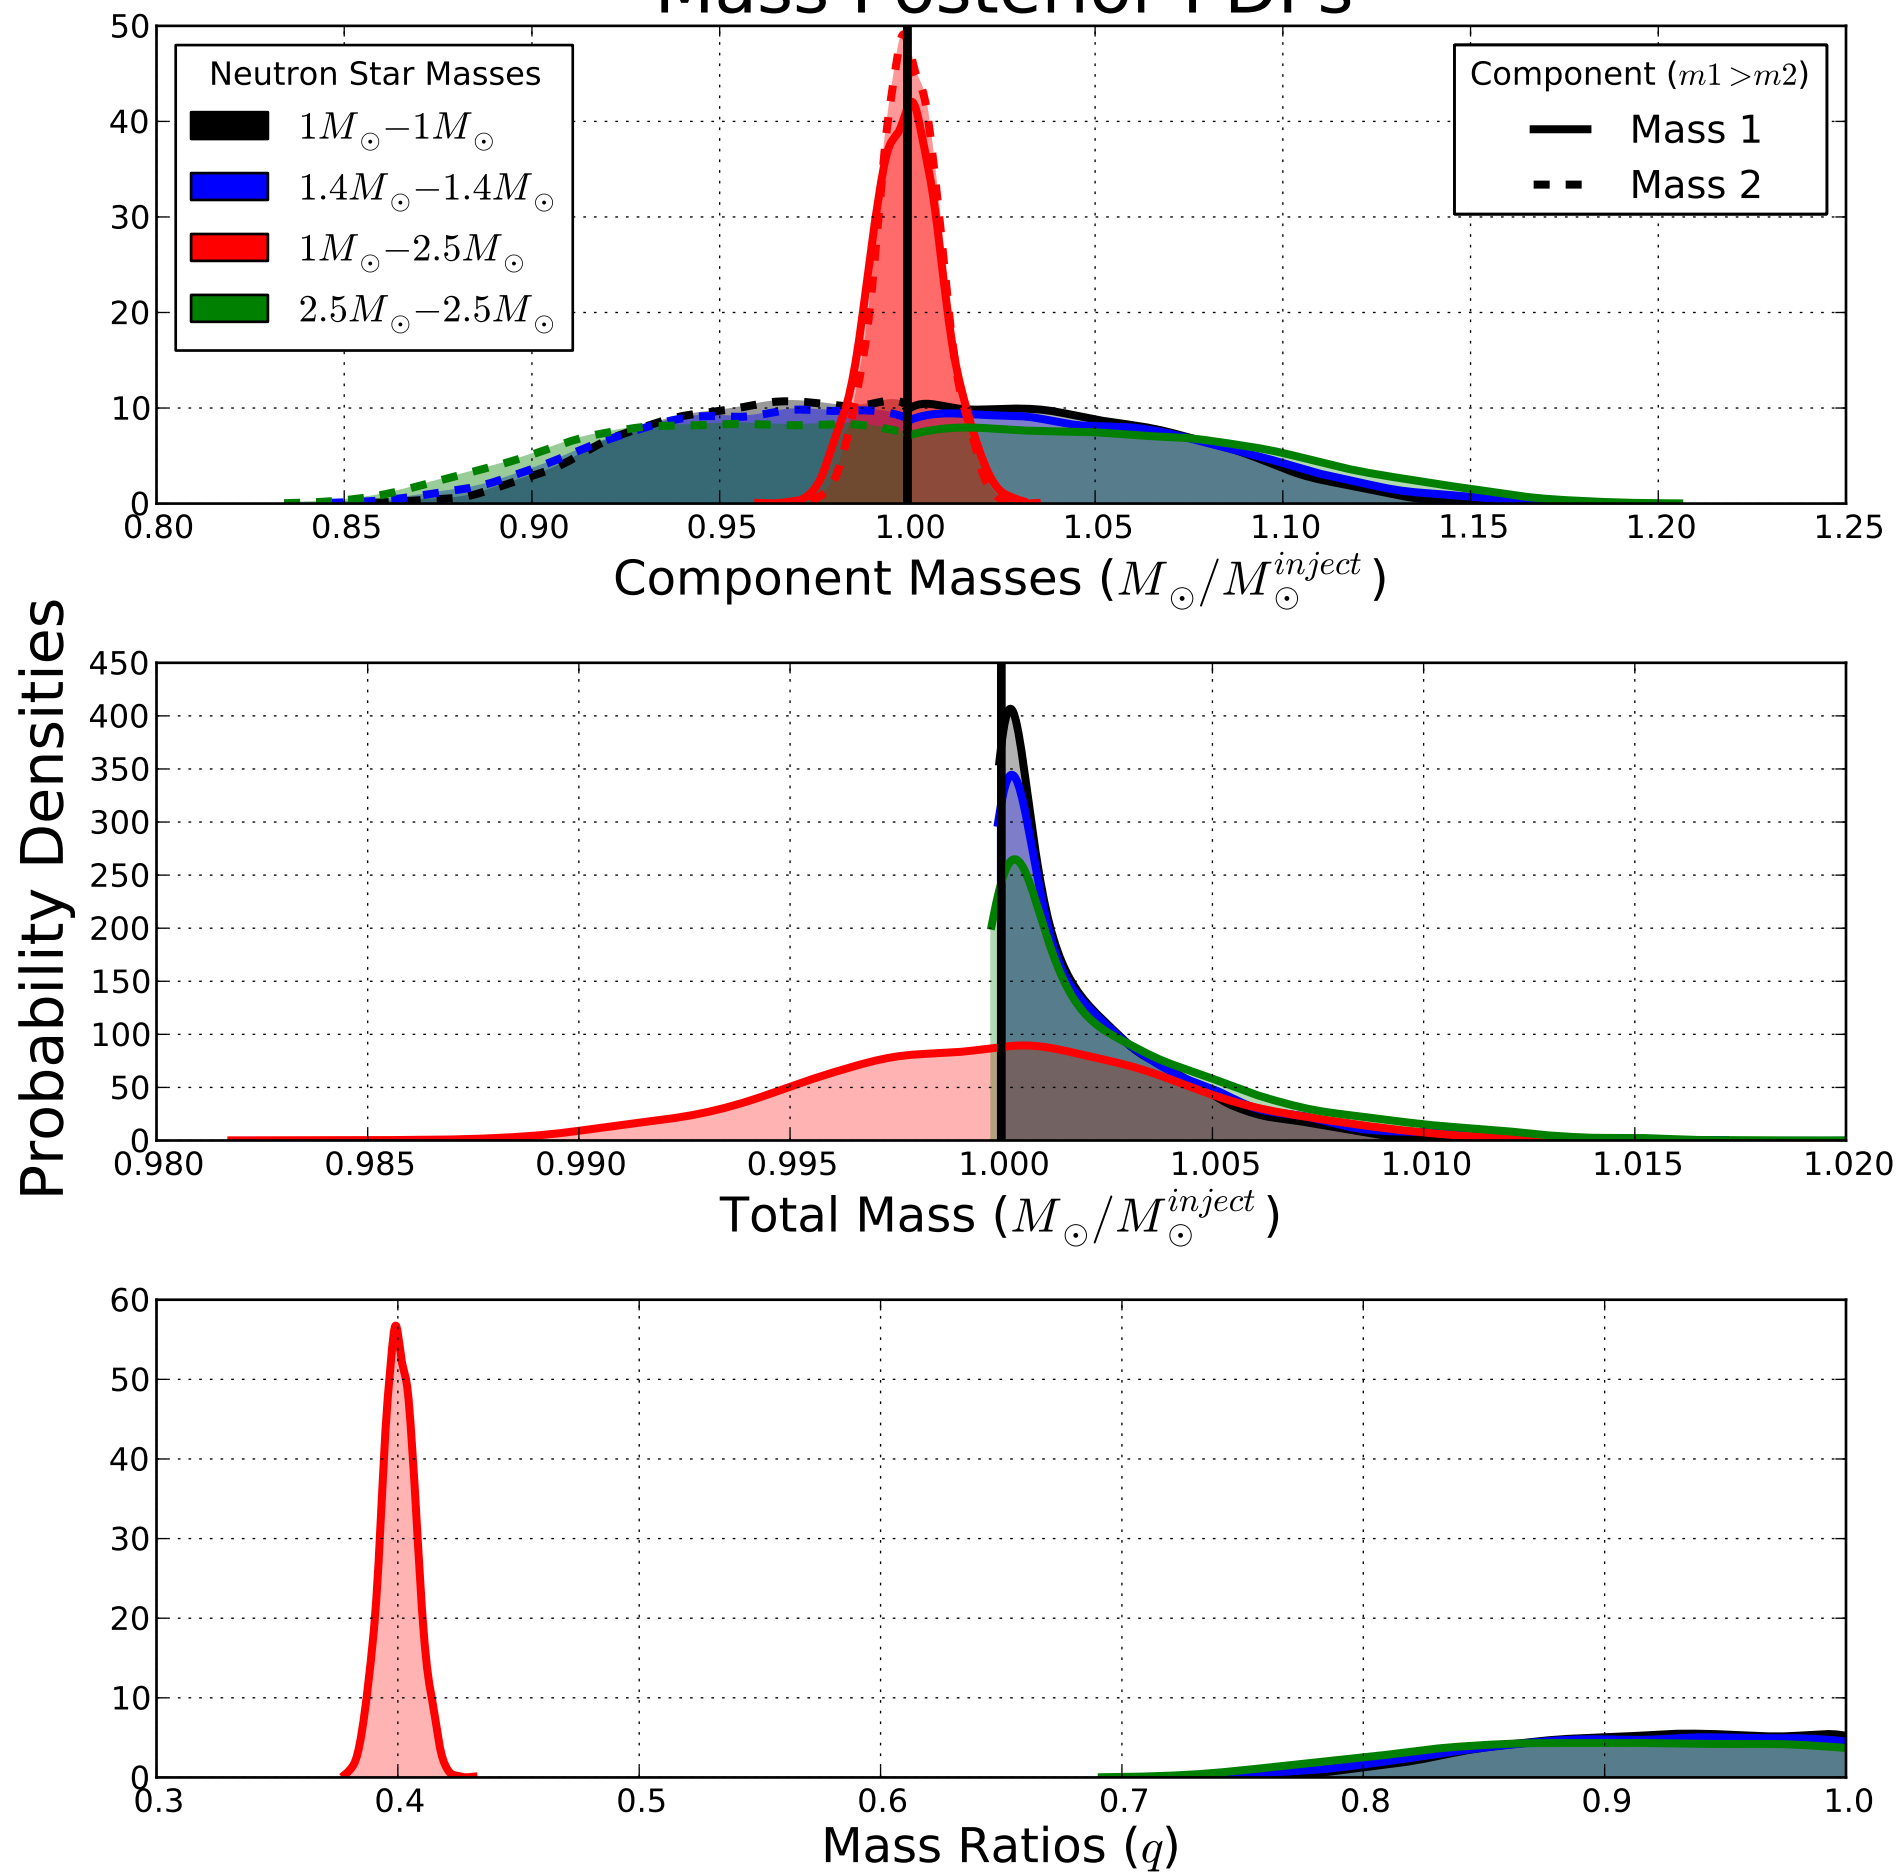 Mass Posterior PDFs
50
40
30
20
10
0
Neutron Star Masses
1M⊙−1M⊙
1.4M⊙−1.4M⊙
1M⊙−2.5M⊙
2.5M⊙−2.5M⊙
Component (m1>m2)
Mass 1
Mass 2
0.80 0.85 0.90 0.95 1.00 1.05 1.10 1.15 1.20 1.25
Component Masses (M⊙/M⊙^inject)
Probability Densities
450
400
350
300
250
200
150
100
50
0
0.980 0.985 0.990 0.995 1.000 1.005 1.010 1.015 1.020
Total Mass (M⊙/M⊙^inject)
60
50
40
30
20
10
0
0.3 0.4 0.5 0.6 0.7 0.8 0.9 1.0
Mass Ratios (q)